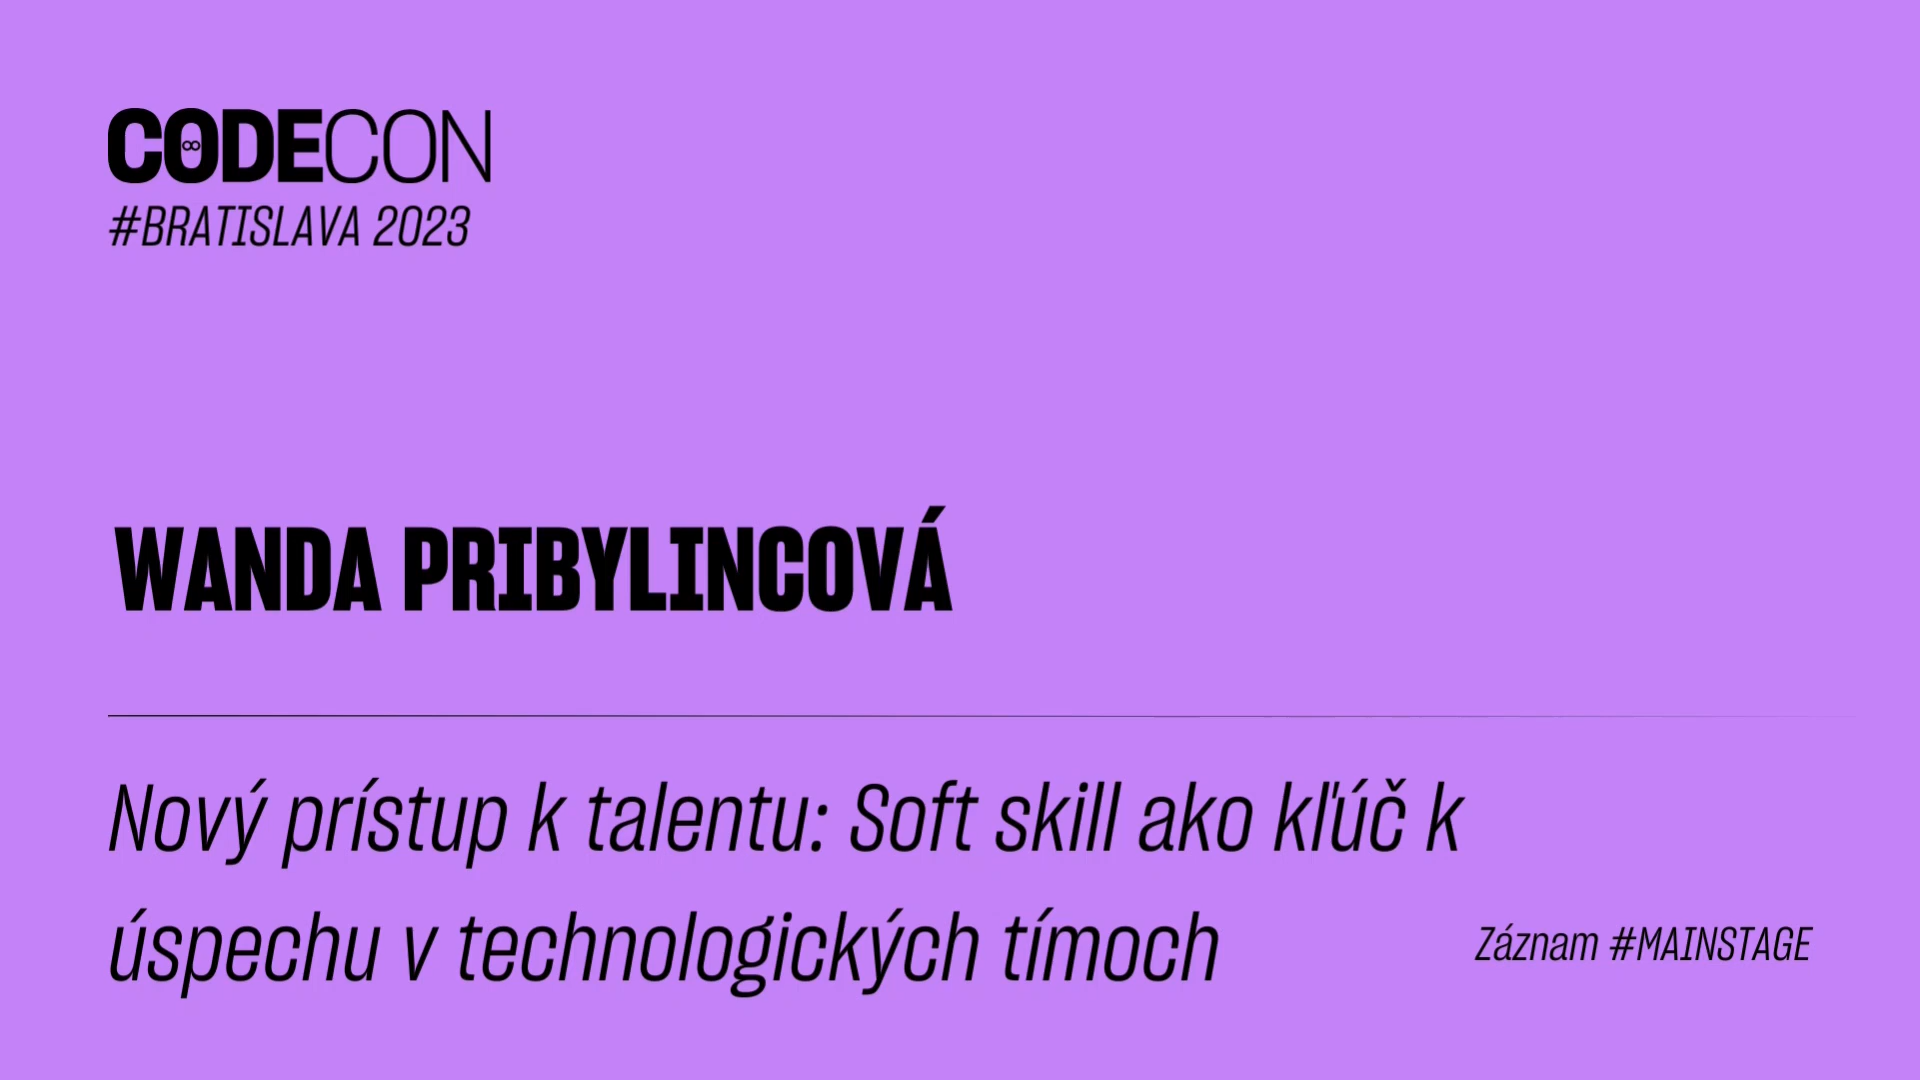 CODECON
#BRATISLAVA 2023
WANDA PRIBYLINCOVÁ
Nový prístup k talentu: Soft skill ako kľúč k
úspechu v technologických tímoch
Záznam #MAINSTAGE